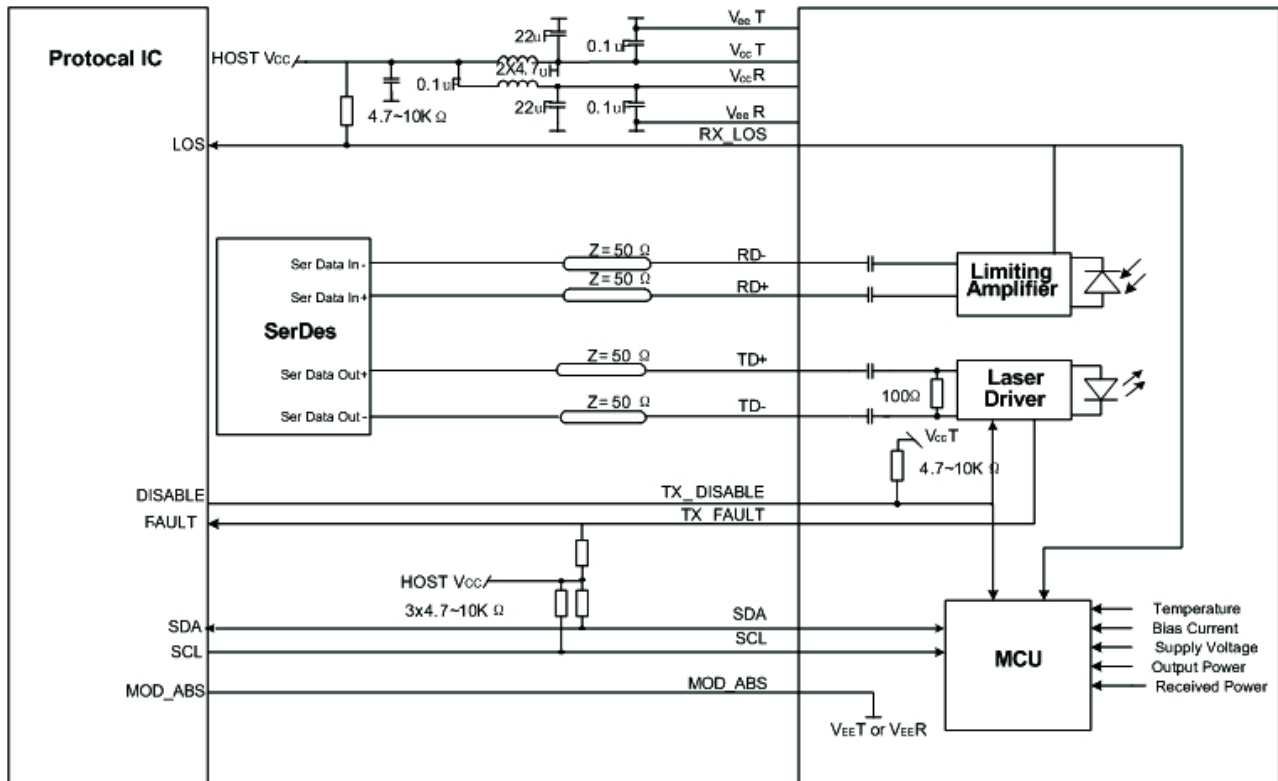 Protocal IC
HOST Vcc
22uF
0.1uF
VeeT
VccT
2X4.7uH
0.1uF
VccR
4.7~10K Ω
22uF
0.1uF
VeeR
LOS
RX_LOS
Z=50 Ω
Ser Data In-
RD-
Z=50 Ω
Ser Data In+
RD+
Limiting
Amplifier
SerDes
Z=50 Ω
Ser Data Out+
TD+
Laser
Driver
100Ω
Z=50 Ω
Ser Data Out-
TD-
VccT
4.7~10K Ω
DISABLE
TX_DISABLE
FAULT
TX_FAULT
HOST Vcc
3x4.7~10K Ω
SDA
SDA
SCL
SCL
MCU
Temperature
Bias Current
Supply Voltage
Output Power
Received Power
MOD_ABS
MOD_ABS
VEET or VEER